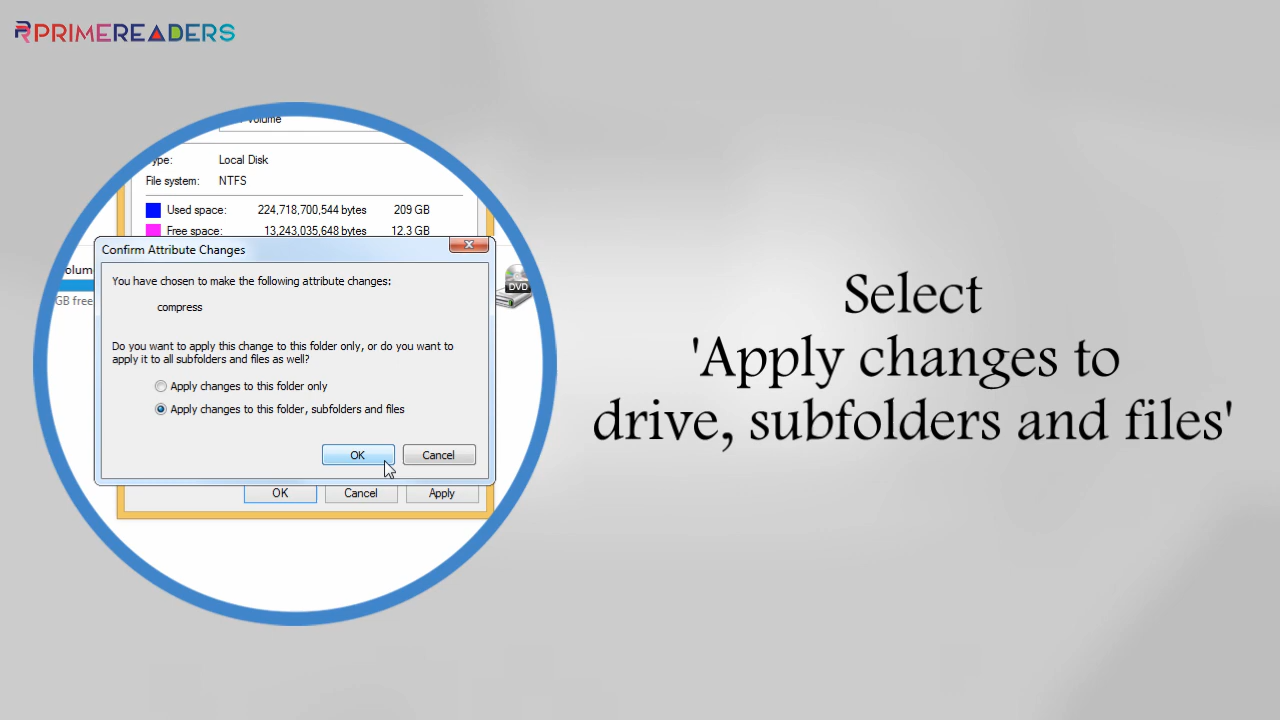 PRIMEREADERS
Volume
Type:
Local Disk
File system:
NTFS
Used space:
224,718,700,544 bytes
209 GB
Free space:
13,243,035,648 bytes
12.3 GB
Confirm Attribute Changes
You have chosen to make the following attribute changes:
compress
Do you want to apply this change to this folder only, or do you want to
apply it to all subfolders and files as well?
Apply changes to this folder only
Apply changes to this folder, subfolders and files
OK
Cancel
OK
Cancel
Apply
GB free
DVD
Select
'Apply changes to
drive, subfolders and files'